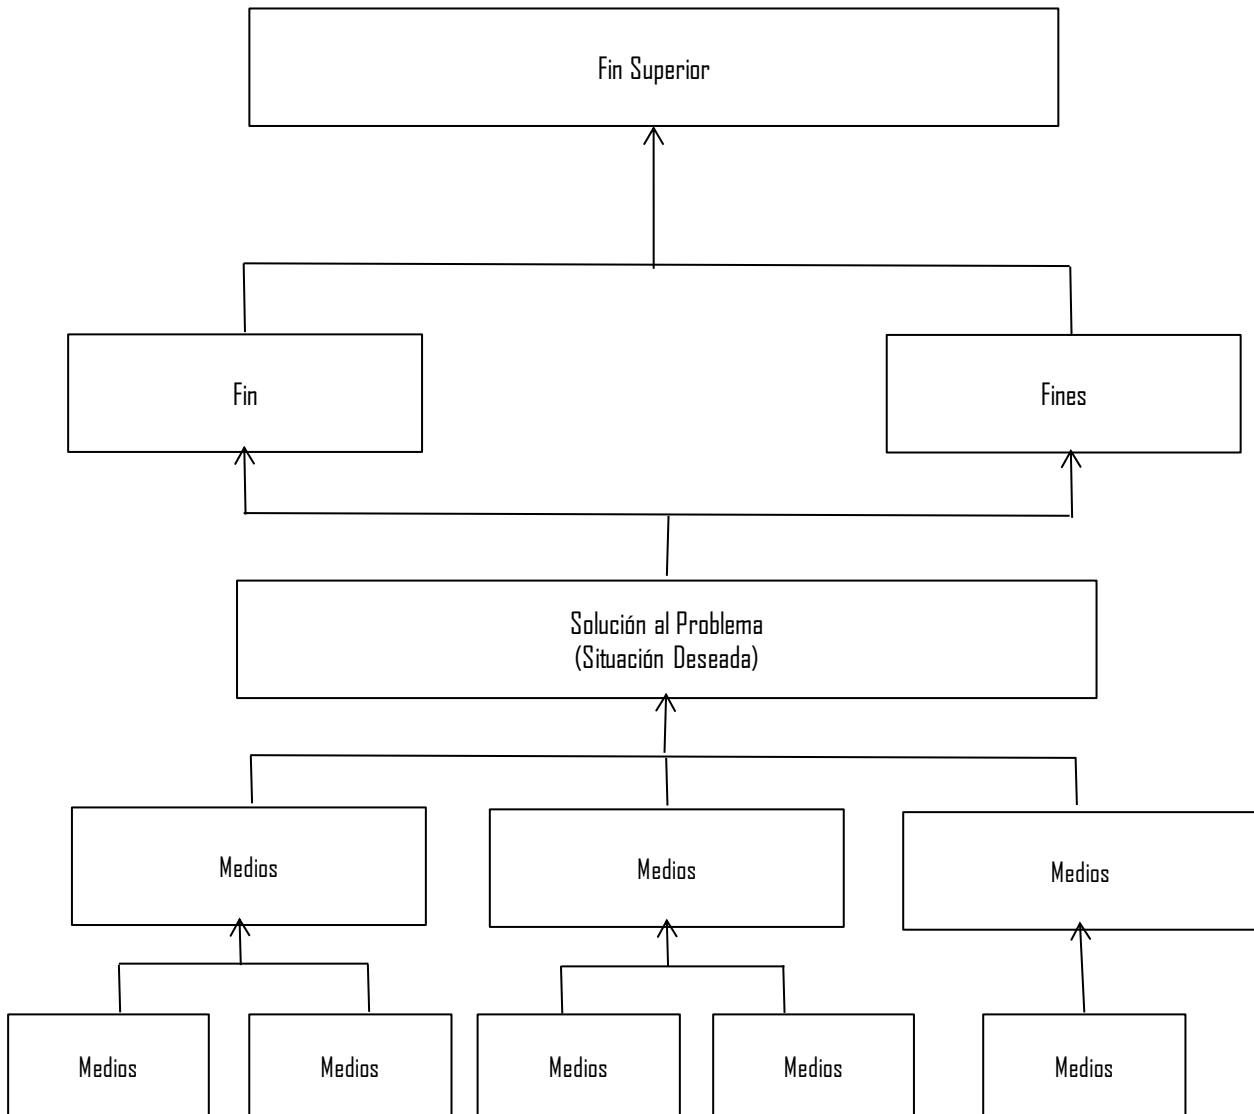 Fin Superior
Fin
Fines
Solución al Problema
(Situación Deseada)
Medios
Medios
Medios
Medios
Medios
Medios
Medios
Medios